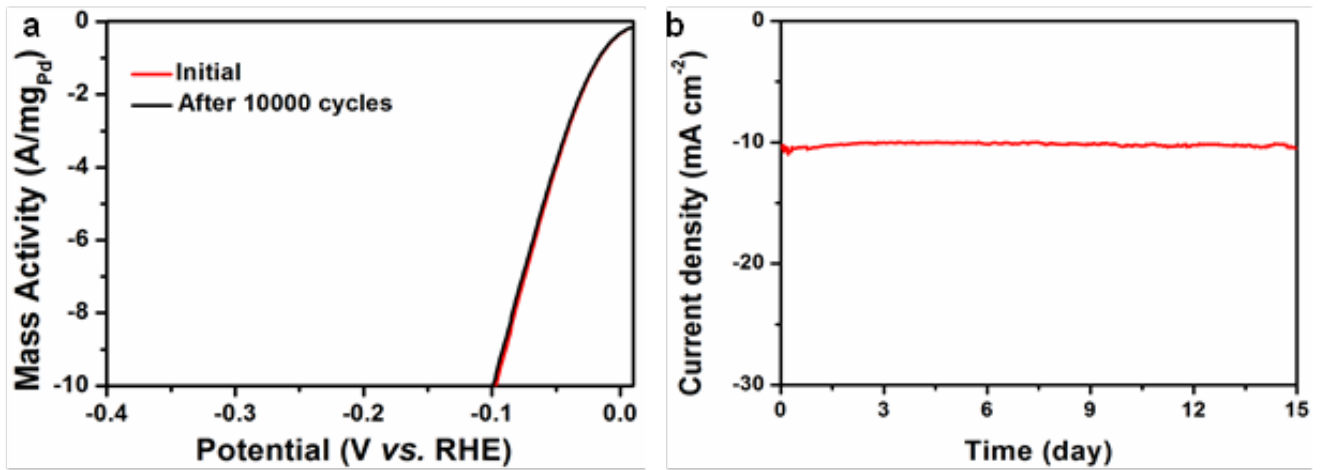 a
Initial
After 10000 cycles
Mass Activity (A/mgPd)
0
-2
-4
-6
-8
-10
-0.4
-0.3
-0.2
-0.1
0.0
Potential (V vs. RHE)
b
Current density (mA cm-2)
0
-10
-20
-30
0
3
6
9
12
15
Time (day)